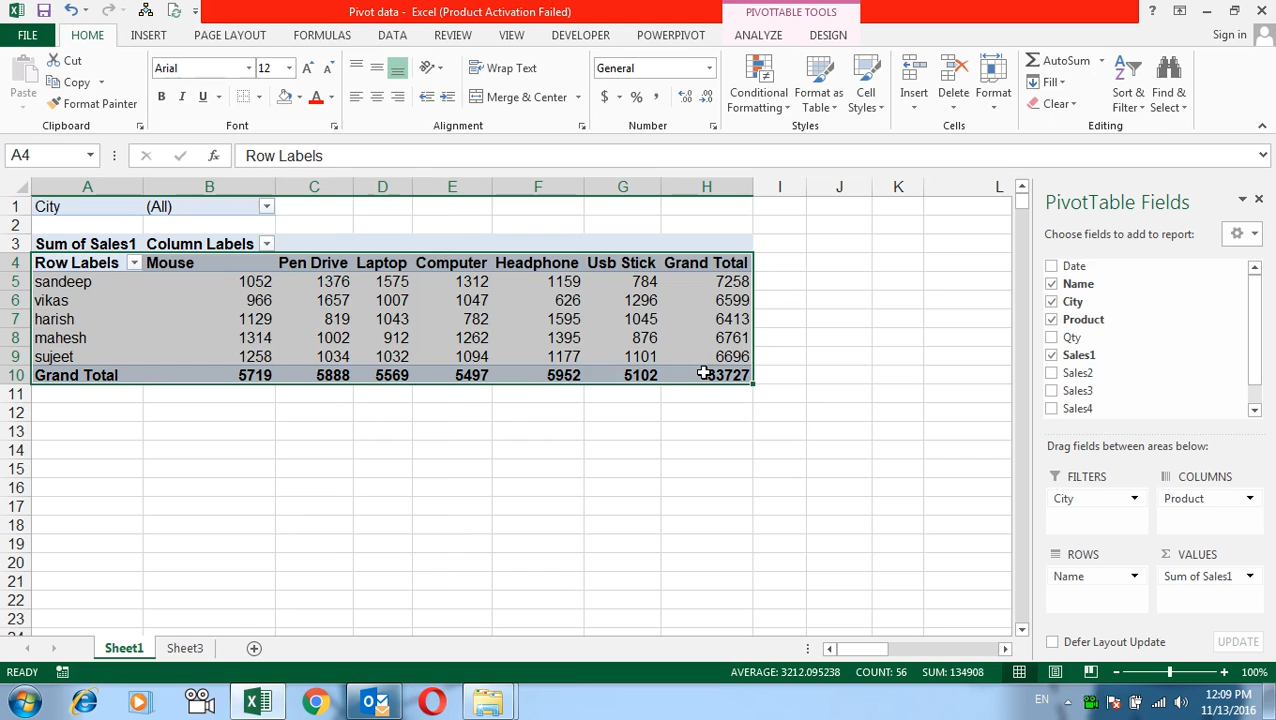 Pivot data - Excel (Product Activation Failed)
PIVOTTABLE TOOLS
FILE HOME INSERT PAGE LAYOUT FORMULAS DATA REVIEW VIEW DEVELOPER POWERPIVOT ANALYZE DESIGN Sign in
Paste
Cut
Copy
Format Painter
Clipboard
Arial 12
B I U
Font
Wrap Text
Merge & Center
Alignment
General
$ % ,
Number
Conditional Formatting
Format as Table
Cell Styles
Styles
Insert Delete Format
Cells
AutoSum
Fill
Clear
Sort & Filter
Find & Select
Editing
A4 fx Row Labels
A B C D E F G H I J K L
1 City (All)
2
3 Sum of Sales1 Column Labels
4 Row Labels Mouse Pen Drive Laptop Computer Headphone Usb Stick Grand Total
5 sandeep 1052 1376 1575 1312 1159 784 7258
6 vikas 966 1657 1007 1047 626 1296 6599
7 harish 1129 819 1043 782 1595 1045 6413
8 mahesh 1314 1002 912 1262 1395 876 6761
9 sujeet 1258 1034 1032 1094 1177 1101 6696
10 Grand Total 5719 5888 5569 5497 5952 5102 33727
11
12
13
14
15
16
17
18
19
20
21
22
23
PivotTable Fields
Choose fields to add to report:
Date
Name
City
Product
Qty
Sales1
Sales2
Sales3
Sales4
Drag fields between areas below:
FILTERS COLUMNS
City Product
ROWS Σ VALUES
Name Sum of Sales1
Defer Layout Update UPDATE
Sheet1 Sheet3
READY AVERAGE: 3212.095238 COUNT: 56 SUM: 134908 100%
EN 12:09 PM
11/13/2016